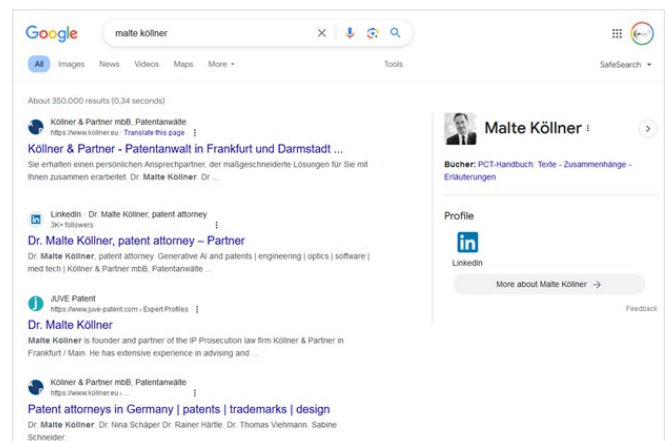 Google
malte köllner
All Images News Videos Maps More Tools SafeSearch
About 350.000 results (0,34 seconds)
Köllner & Partner mbB, Patentanwälte
https://www.kollner.eu · Translate this page
Köllner & Partner - Patentanwalt in Frankfurt und Darmstadt ...
Sie erhalten einen persönlichen Ansprechpartner, der maßgeschneiderte Lösungen für Sie mit
Ihnen zusammen erarbeitet. Dr. Malte Köllner. Dr ...
LinkedIn · Dr. Malte Köllner, patent attorney
3K+ followers
Dr. Malte Köllner, patent attorney – Partner
Dr. Malte Köllner, patent attorney. Generative AI and patents | engineering | optics | software |
med tech | Köllner & Partner mbB, Patentanwälte ...
JUVE Patent
https://www.juve-patent.com › Expert Profiles
Dr. Malte Köllner
Malte Köllner is founder and partner of the IP Prosecution law firm Köllner & Partner in
Frankfurt / Main. He has extensive experience in advising and ...
Köllner & Partner mbB, Patentanwälte
https://www.kollner.eu › ...
Patent attorneys in Germany | patents | trademarks | design
Dr. Malte Köllner. Dr. Nina Schäper Dr. Rainer Härtle. Dr. Thomas Viehmann. Sabine
Schneider.
Malte Köllner
Bücher: PCT-Handbuch: Texte - Zusammenhänge -
Erläuterungen
Profile
in
LinkedIn
More about Malte Köllner →
Feedback